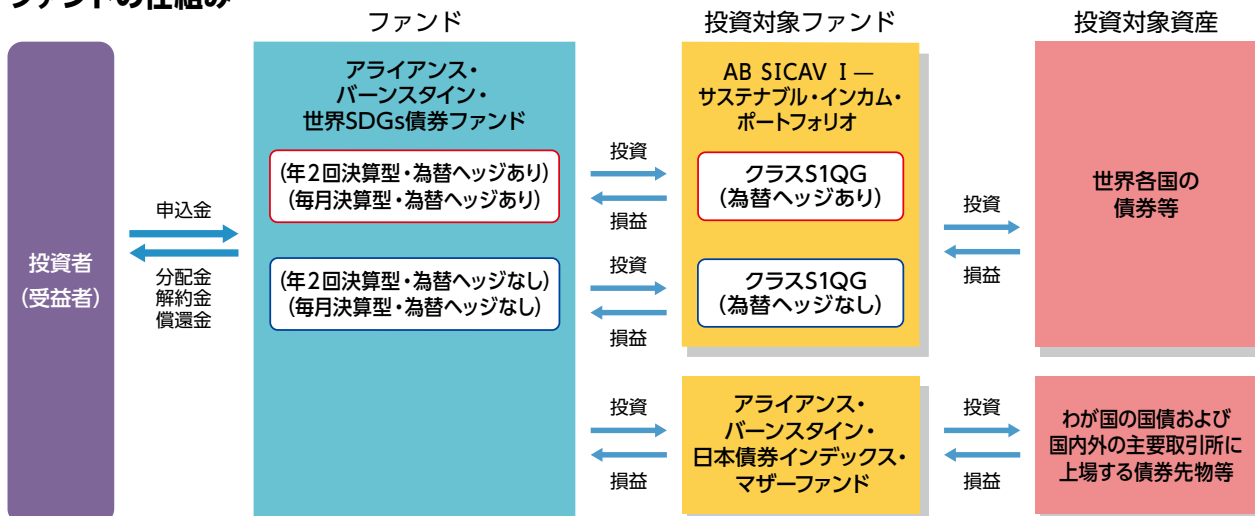 ファンドの仕組み
ファンド
投資対象ファンド
投資対象資産
投資者
(受益者)
申込金
分配金
解約金
償還金
アライアンス・
バーンスタイン・
世界SDGs債券ファンド
(年2回決算型・為替ヘッジあり)
(毎月決算型・為替ヘッジあり)
(年2回決算型・為替ヘッジなし)
(毎月決算型・為替ヘッジなし)
投資
損益
投資
損益
投資
損益
AB SICAV Ⅰ―
サステナブル・インカム・
ポートフォリオ
クラスS1QG
(為替ヘッジあり)
クラスS1QG
(為替ヘッジなし)
アライアンス・
バーンスタイン・
日本債券インデックス・
マザーファンド
投資
損益
投資
損益
世界各国の
債券等
わが国の国債および
国内外の主要取引所に
上場する債券先物等